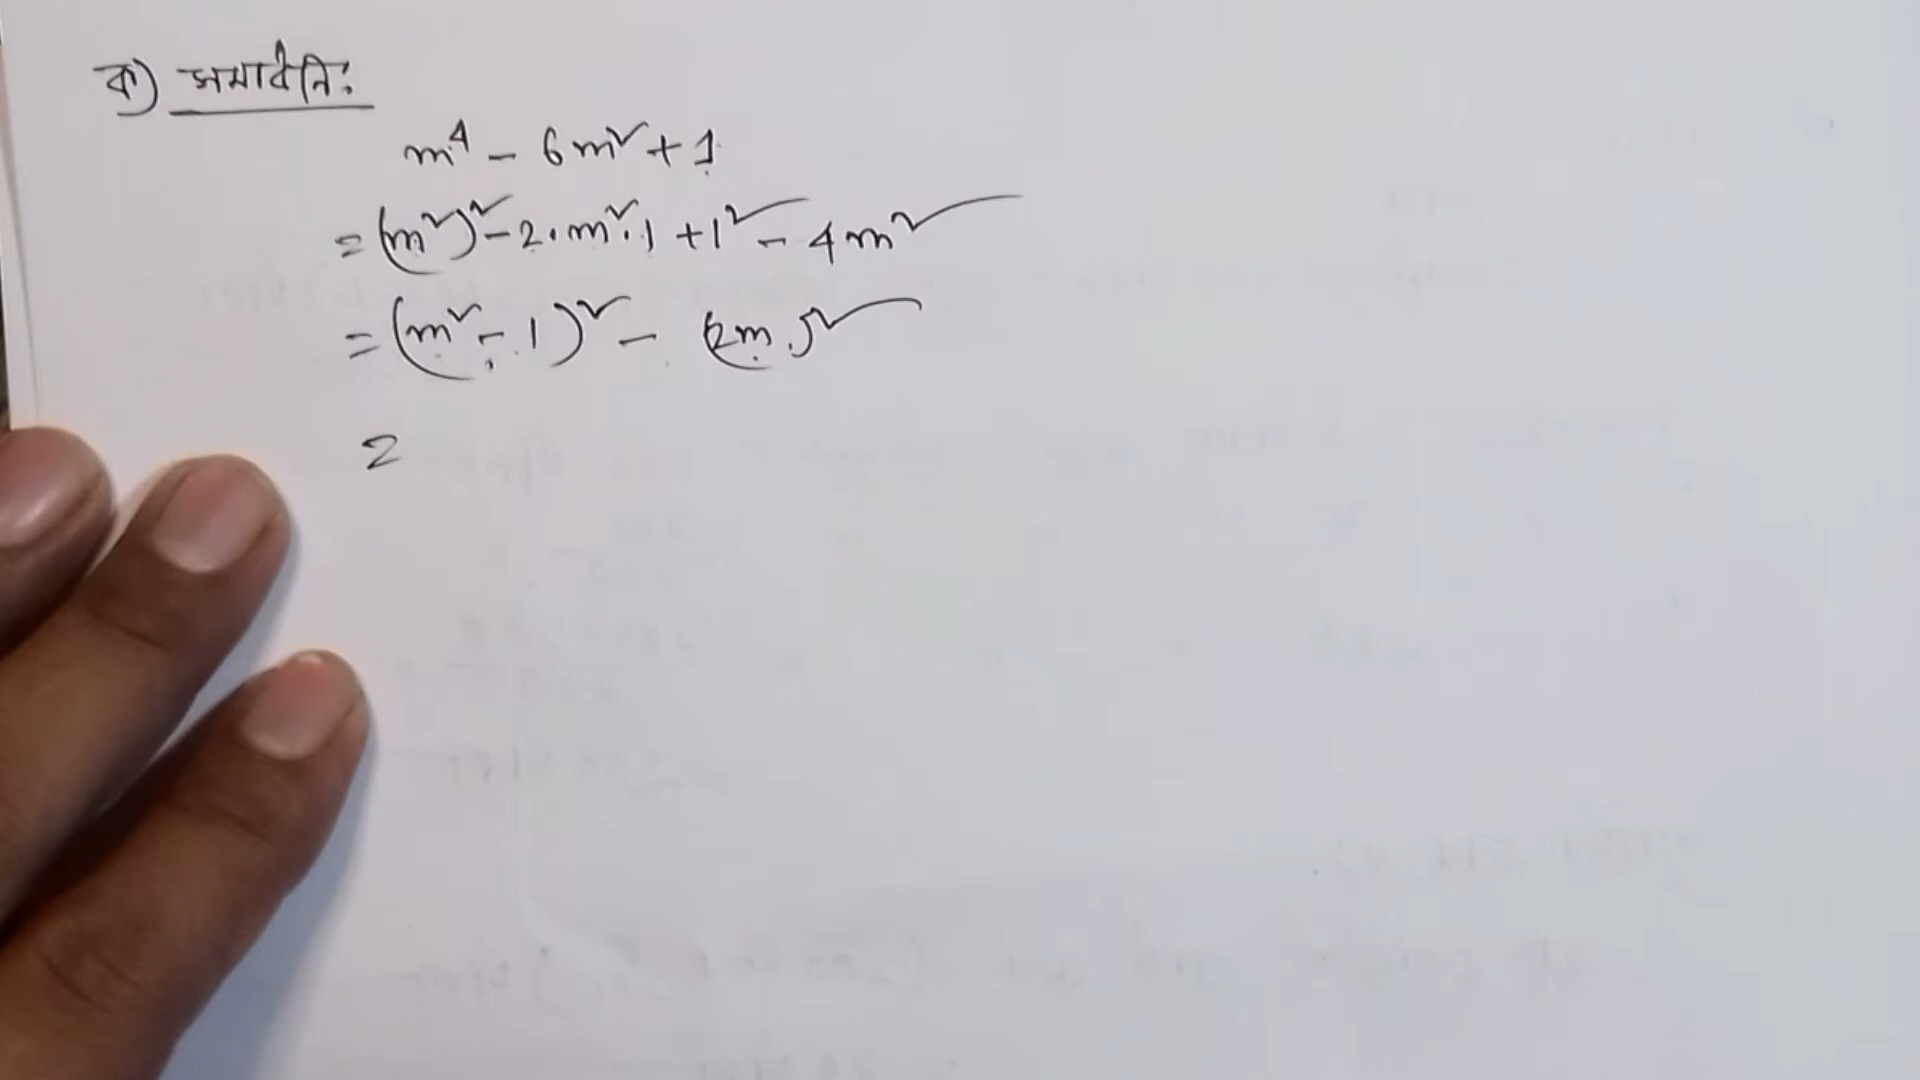 ক) সমাধান:
m⁴ - 6m² + 1
= (m²)² - 2·m²·1 + 1² - 4m²
= (m² - 1)² - (2m)²
=